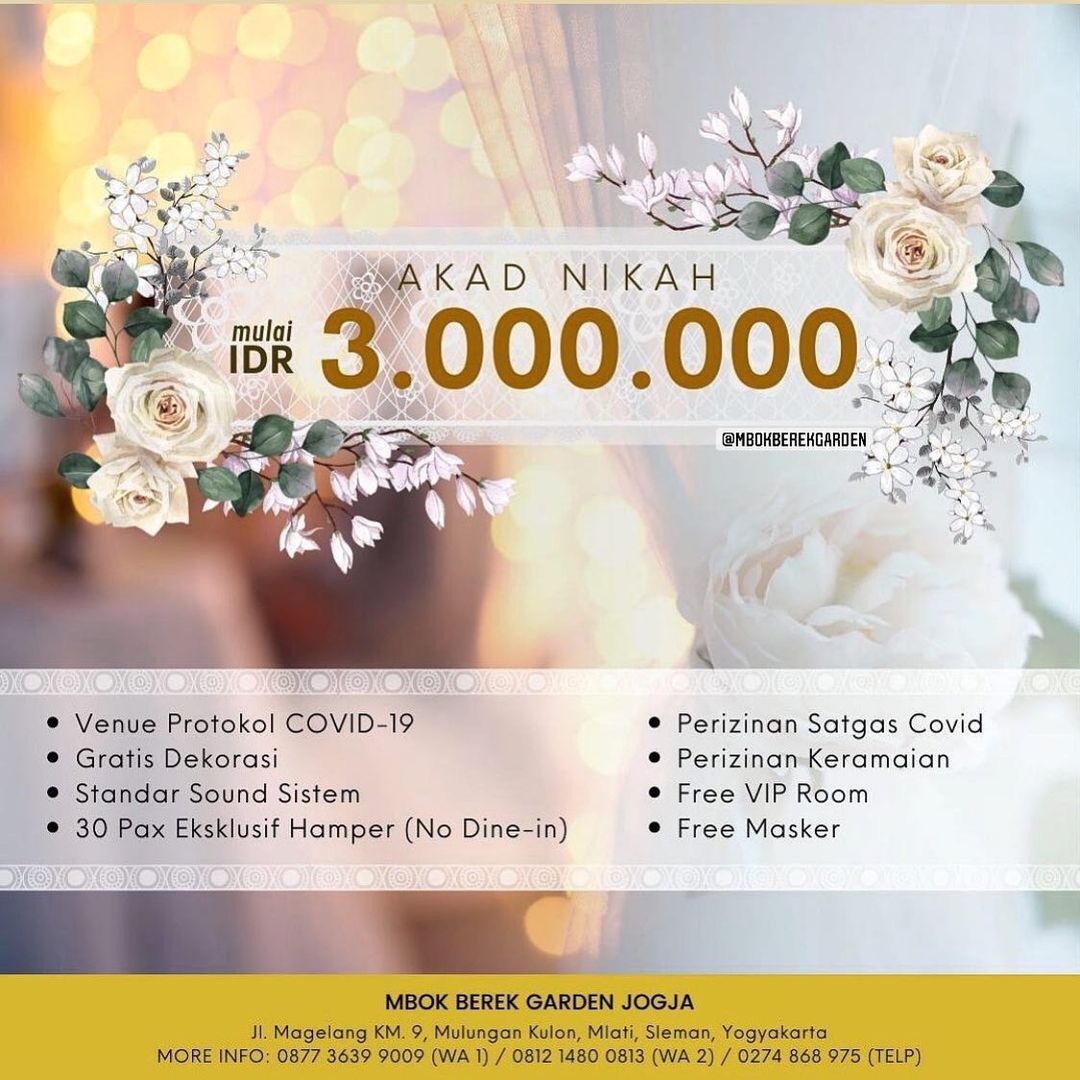 AKAD NIKAH
mulai
IDR 3.000.000
@MBOKBEREKGARDEN
• Venue Protokol COVID-19
• Gratis Dekorasi
• Standar Sound Sistem
• 30 Pax Eksklusif Hamper (No Dine-in)
• Perizinan Satgas Covid
• Perizinan Keramaian
• Free VIP Room
• Free Masker
MBOK BEREK GARDEN JOGJA
Jl. Magelang KM. 9, Mulungan Kulon, Mlati, Sleman, Yogyakarta
MORE INFO: 0877 3639 9009 (WA 1) / 0812 1480 0813 (WA 2) / 0274 868 975 (TELP)